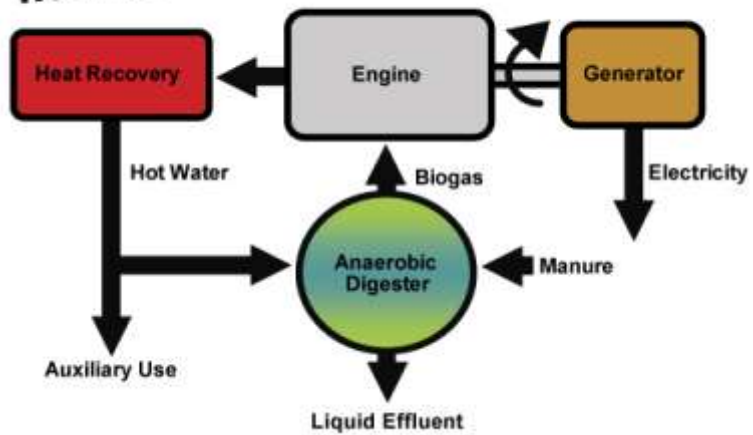 Heat Recovery
Engine
Generator
Hot Water
Biogas
Electricity
Anaerobic
Digester
Manure
Auxiliary Use
Liquid Effluent